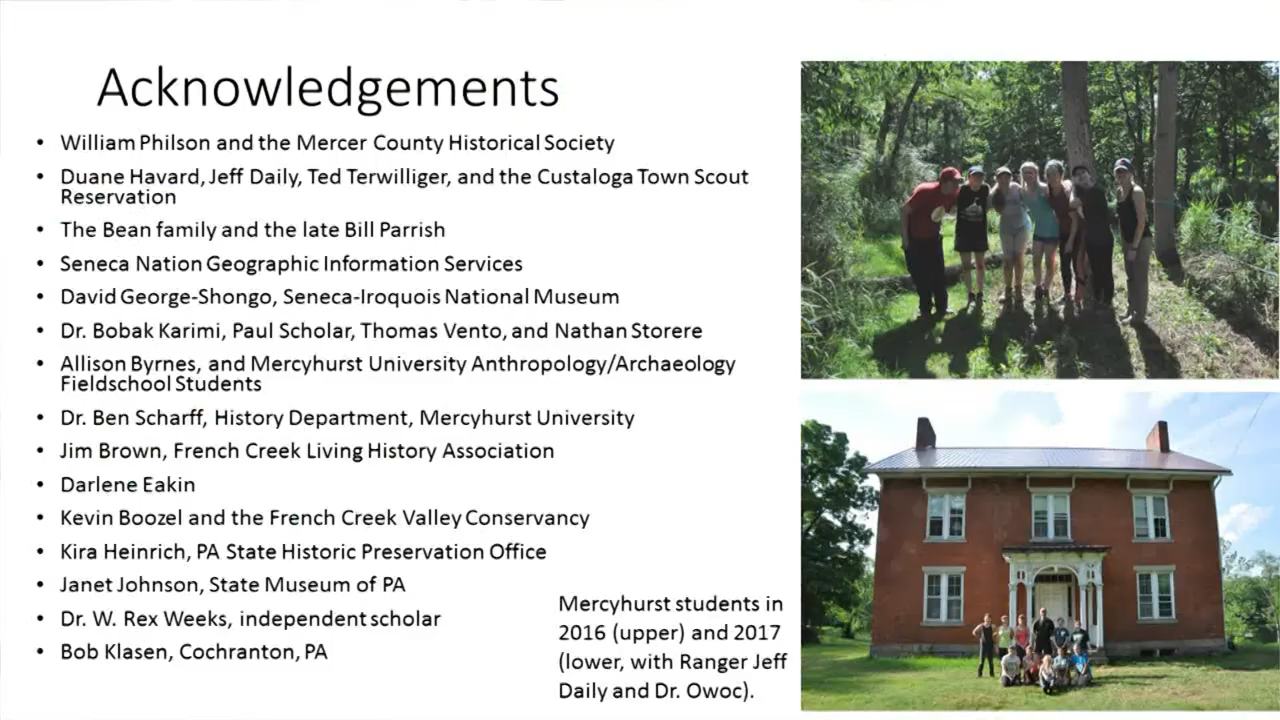 Acknowledgements
• William Philson and the Mercer County Historical Society
• Duane Havard, Jeff Daily, Ted Terwilliger, and the Custaloga Town Scout
Reservation
• The Bean family and the late Bill Parrish
• Seneca Nation Geographic Information Services
• David George-Shongo, Seneca-Iroquois National Museum
• Dr. Bobak Karimi, Paul Scholar, Thomas Vento, and Nathan Storere
• Allison Byrnes, and Mercyhurst University Anthropology/Archaeology
Fieldschool Students
• Dr. Ben Scharff, History Department, Mercyhurst University
• Jim Brown, French Creek Living History Association
• Darlene Eakin
• Kevin Boozel and the French Creek Valley Conservancy
• Kira Heinrich, PA State Historic Preservation Office
• Janet Johnson, State Museum of PA
• Dr. W. Rex Weeks, independent scholar
• Bob Klasen, Cochranton, PA
Mercyhurst students in
2016 (upper) and 2017
(lower, with Ranger Jeff
Daily and Dr. Owoc).